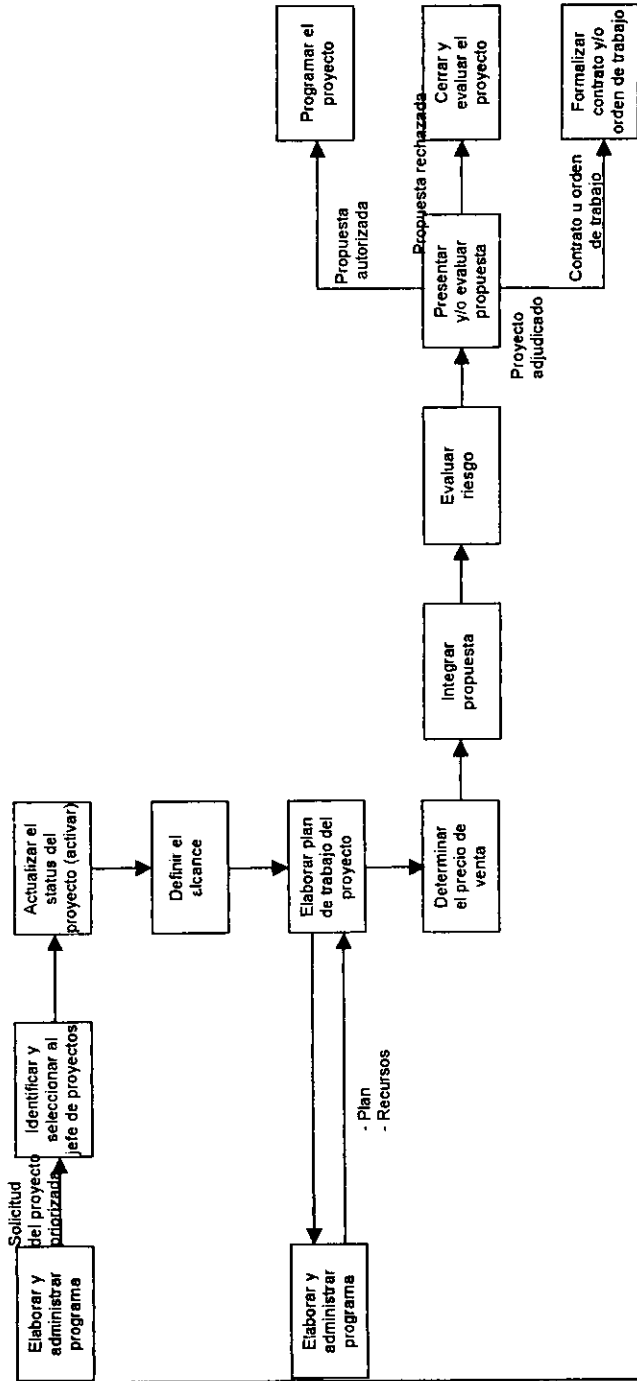 Solicitud
del proyecto
priorizada
Elaborar y
administrar
programa
Identificar y
seleccionar al
jefe de proyectos
Actualizar el
status del
proyecto (activar)
Definir el
alcance
Elaborar y
administrar
programa
- Plan
- Recursos
Elaborar plan
de trabajo del
proyecto
Determinar
el precio de
venta
Integrar
propuesta
Evaluar
riesgo
Presentar
y/o evaluar
propuesta
Propuesta
autorizada
Programar el
proyecto
Propuesta rechazada
Cerrar y
evaluar el
proyecto
Proyecto
adjudicado
Contrato u orden
de trabajo
Formalizar
contrato y/o
orden de trabajo